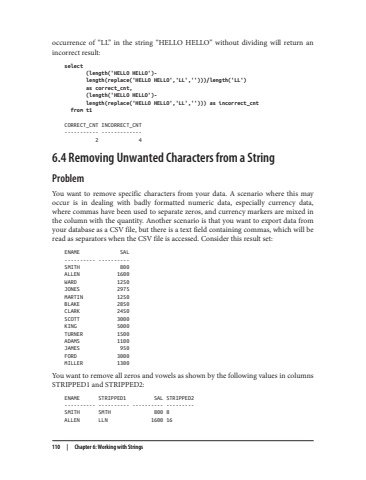 occurrence of “LL” in the string “HELLO HELLO” without dividing will return an
incorrect result:
select
(length('HELLO HELLO')-
length(replace('HELLO HELLO','LL','')))/length('LL')
as correct_cnt,
(length('HELLO HELLO')-
length(replace('HELLO HELLO','LL',''))) as incorrect_cnt
from t1
CORRECT_CNT INCORRECT_CNT
----------- -------------
2 4
6.4 Removing Unwanted Characters from a String
Problem
You want to remove specific characters from your data. A scenario where this may
occur is in dealing with badly formatted numeric data, especially currency data,
where commas have been used to separate zeros, and currency markers are mixed in
the column with the quantity. Another scenario is that you want to export data from
your database as a CSV file, but there is a text field containing commas, which will be
read as separators when the CSV file is accessed. Consider this result set:
ENAME SAL
---------- ----------
SMITH 800
ALLEN 1600
WARD 1250
JONES 2975
MARTIN 1250
BLAKE 2850
CLARK 2450
SCOTT 3000
KING 5000
TURNER 1500
ADAMS 1100
JAMES 950
FORD 3000
MILLER 1300
You want to remove all zeros and vowels as shown by the following values in columns
STRIPPED1 and STRIPPED2:
ENAME STRIPPED1 SAL STRIPPED2
---------- ---------- ---------- ---------
SMITH SMTH 800 8
ALLEN LLN 1600 16
110 | Chapter 6: Working with Strings